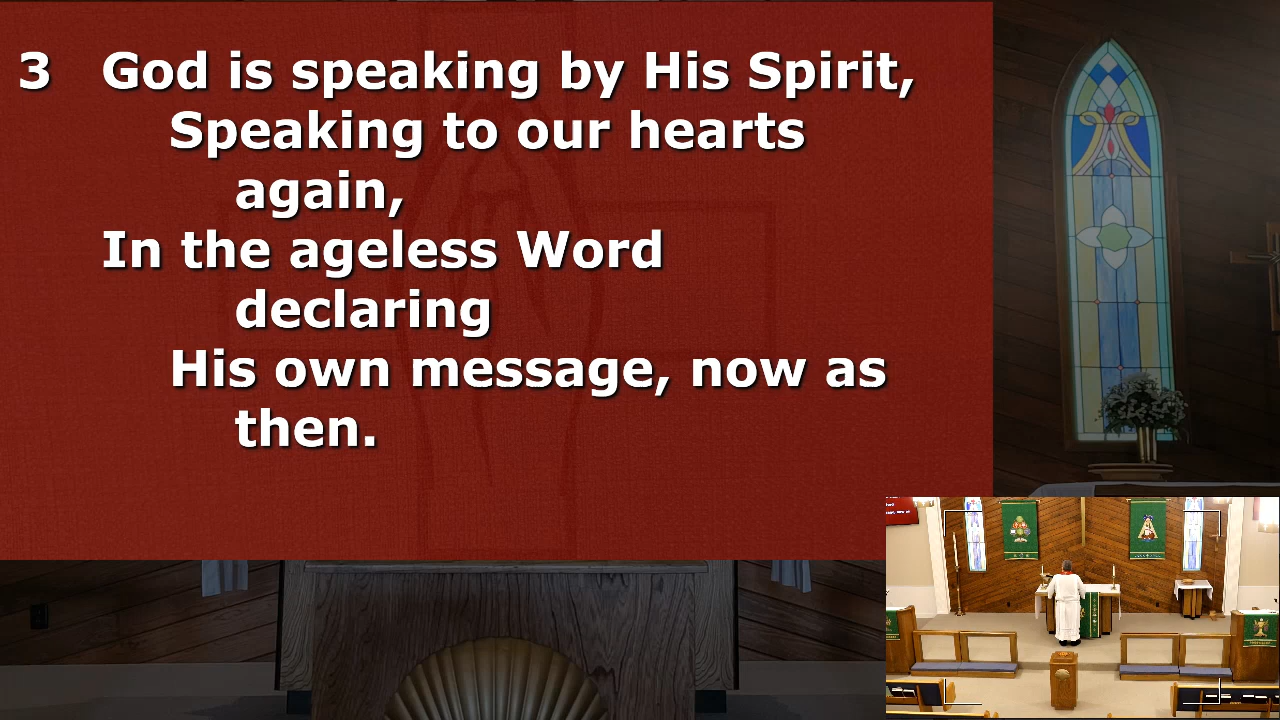 3 God is speaking by His Spirit,
Speaking to our hearts
again,
In the ageless Word
declaring
His own message, now as
then.